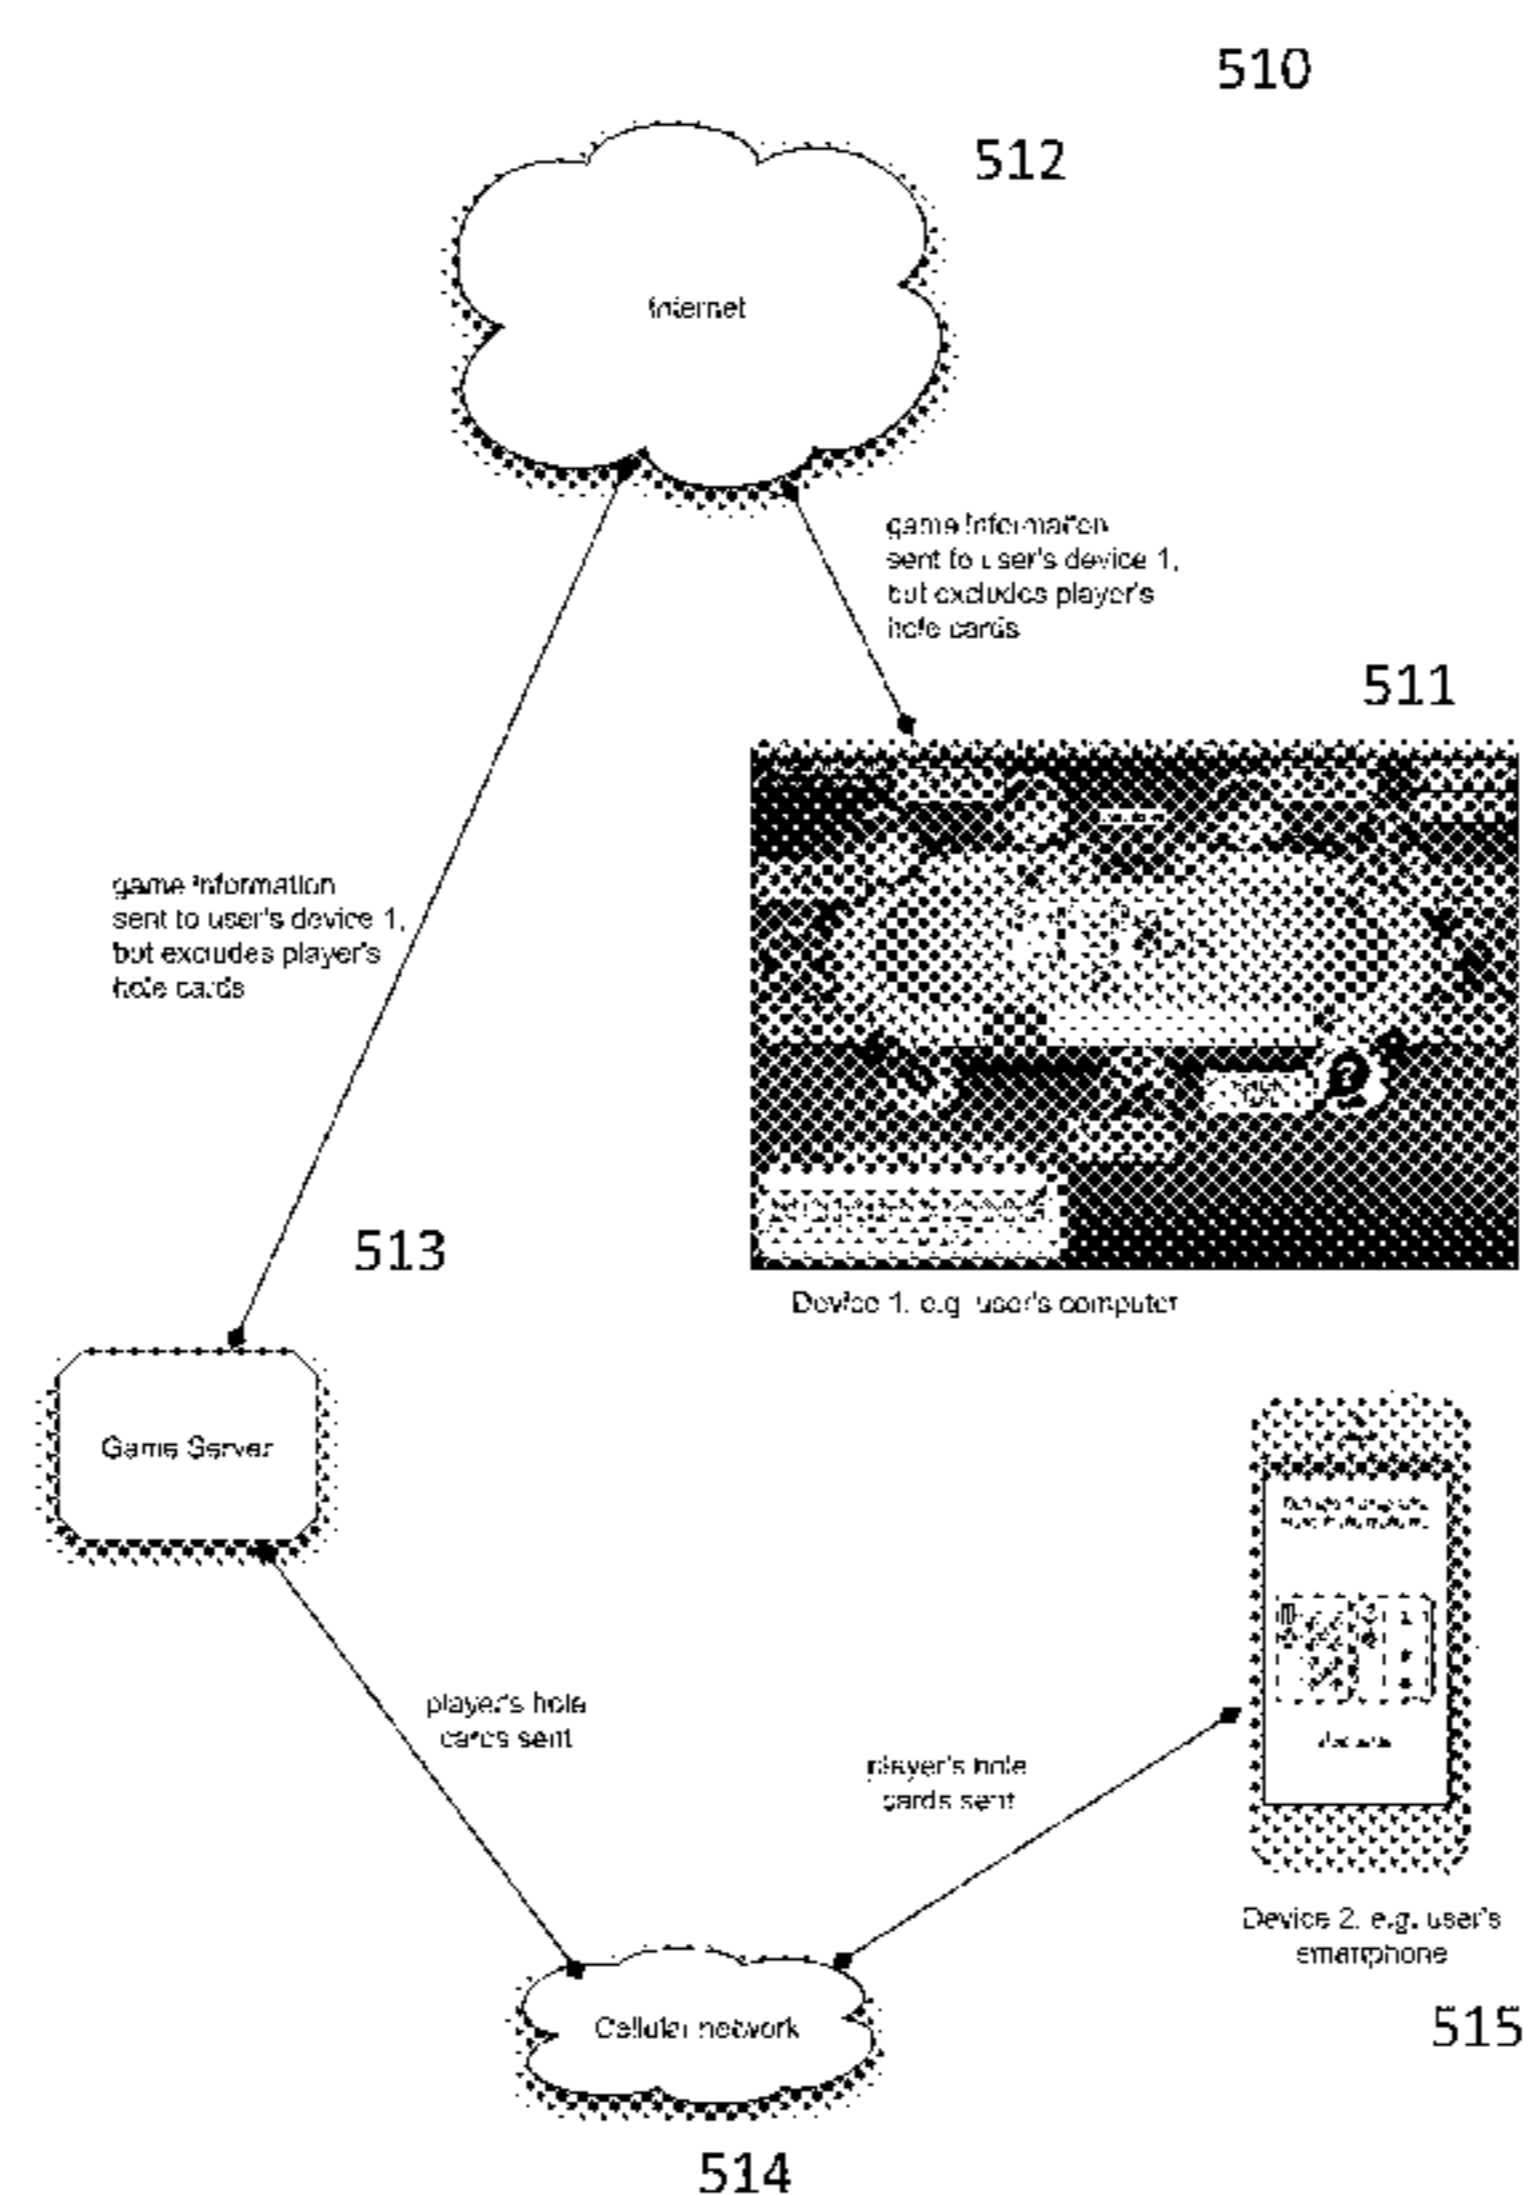 510
512
Internet
game information
sent to user's device 1,
but excludes player's
hole cards
511
game information
sent to user's device 1,
but excludes player's
hole cards
513
Device 1. e.g. user's computer
Game Server
player's hole
cards sent
player's hole
cards sent
Device 2. e.g. user's
smartphone
Cellular network
515
514